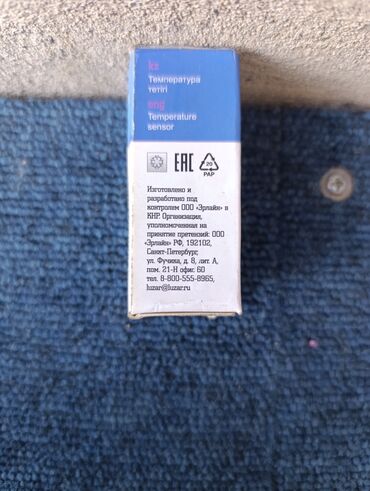 kz
Температура
тетігі
eng
Temperature
sensor
EAC
20
PAP
Изготовлено и
разработано под
контролем ООО «Эрлайн» в
КНР. Организация,
уполномоченная на
принятие претензий: ООО
«Эрлайн» РФ, 192102,
Санкт-Петербург,
ул. Фучика, д. 8, лит. А,
пом. 21-Н офис 60
тел. 8-800-555-8965,
luzar@luzar.ru